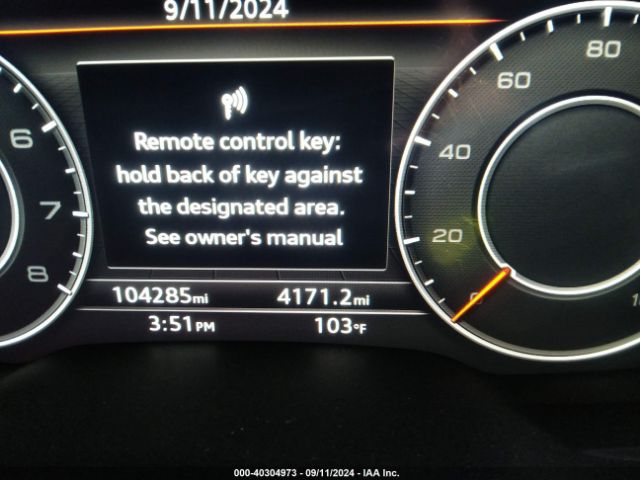 9/11/2024
Remote control key:
hold back of key against
the designated area.
See owner's manual
104285mi 4171.2mi
3:51PM 103°F
6
7
8
0
20
40
60
80
000-40304973 - 09/11/2024 - IAA Inc.